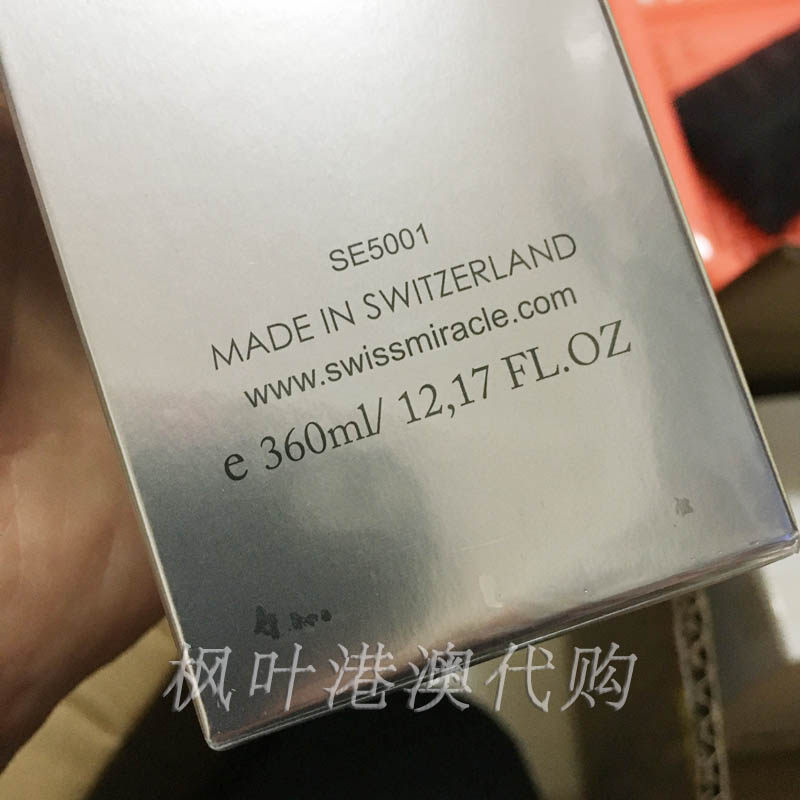 SE5001
MADE IN SWITZERLAND
www.swissmiracle.com
e 360ml/ 12,17 FL.OZ
枫叶港澳代购